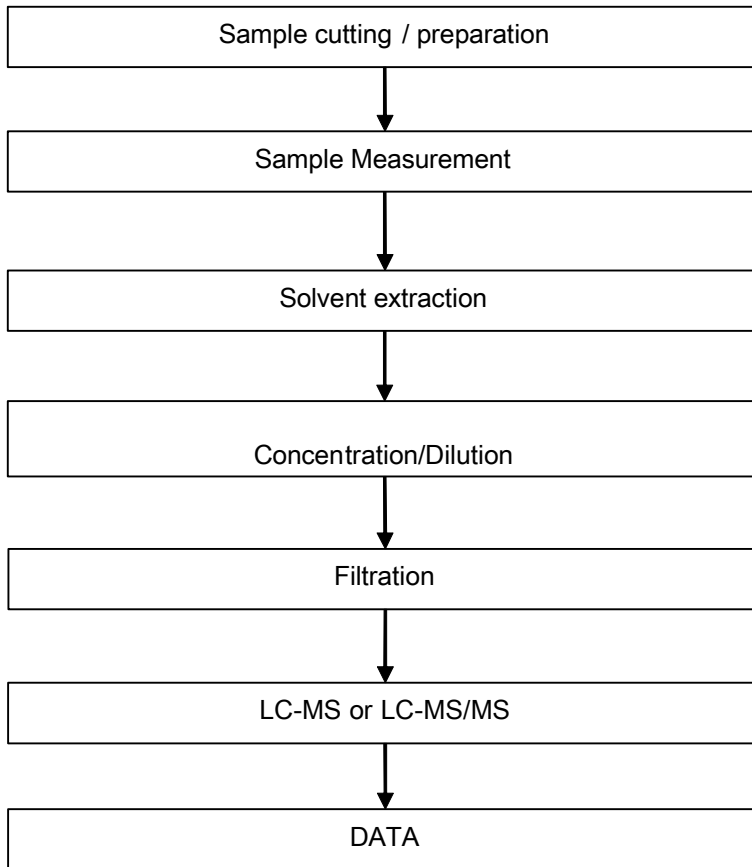 Sample cutting / preparation
Sample Measurement
Solvent extraction
Concentration/Dilution
Filtration
LC-MS or LC-MS/MS
DATA